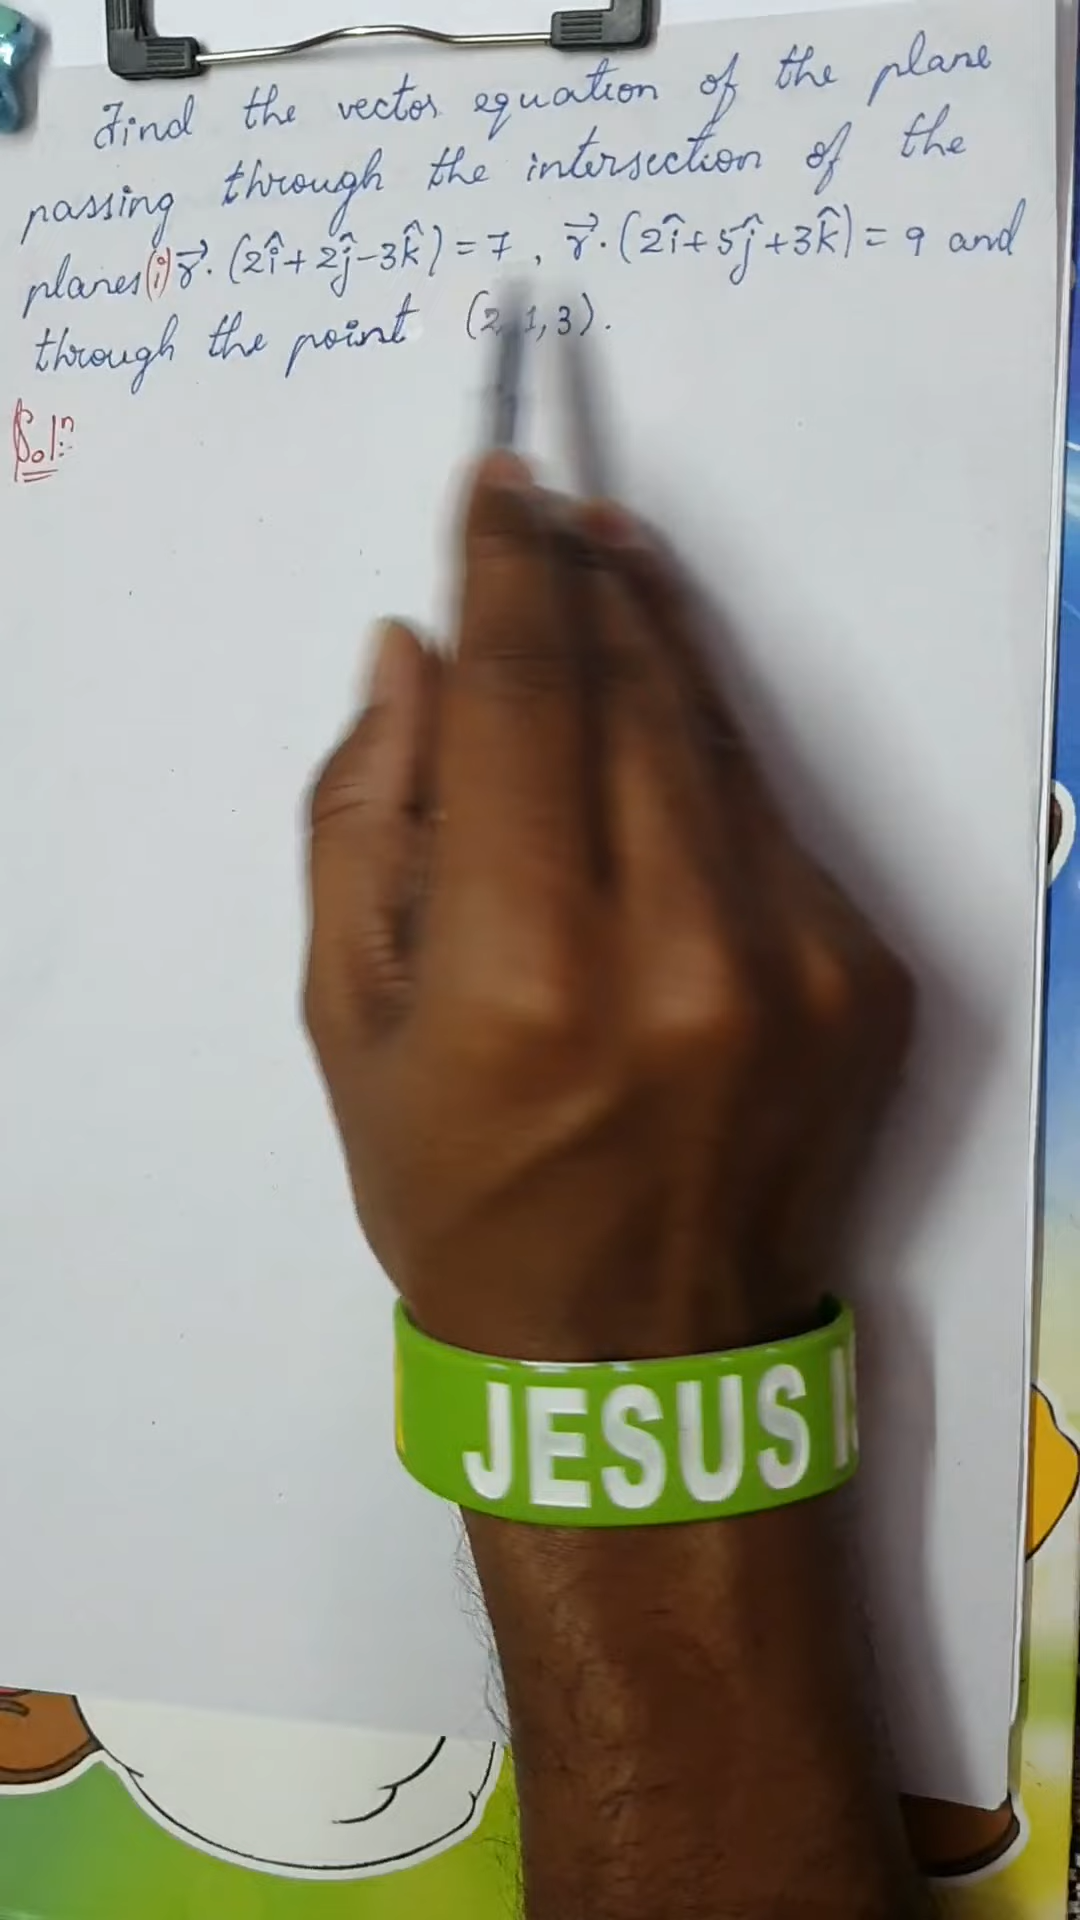 Find the vector equation of the plane
passing through the intersection of the
planes (i) r⃗. (2î + 2ĵ - 3k̂) = 7, r⃗. (2î + 5ĵ + 3k̂) = 9 and
through the point (2, 1, 3).
Solⁿ:
JESUS